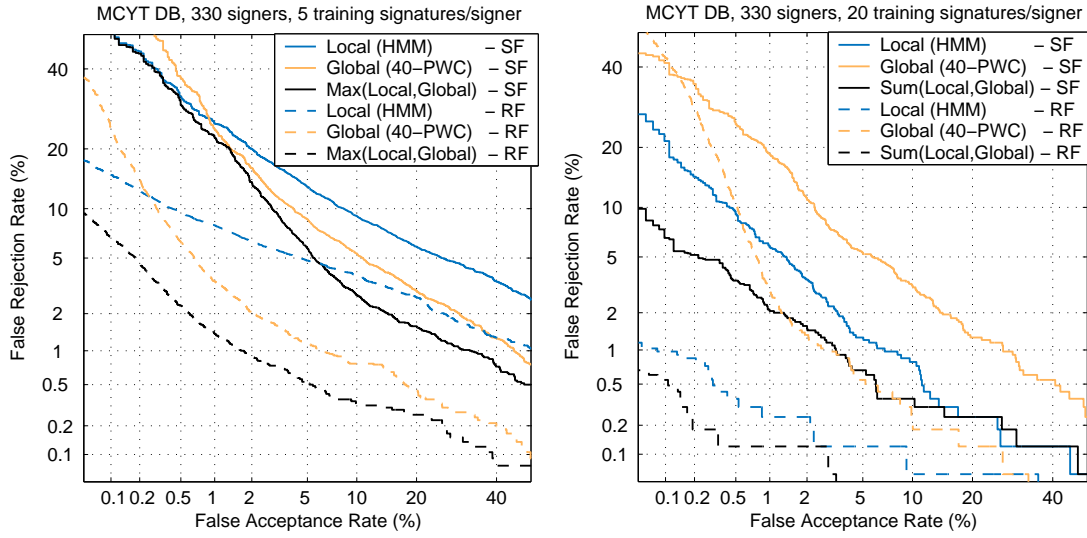 MCYT DB, 330 signers, 5 training signatures/signer
Local (HMM) – SF
Global (40–PWC) – SF
Max(Local,Global) – SF
Local (HMM) – RF
Global (40–PWC) – RF
Max(Local,Global) – RF
False Rejection Rate (%)
40
20
10
5
2
1
0.5
0.2
0.1
0.1 0.2 0.5 1 2 5 10 20 40
False Acceptance Rate (%)
MCYT DB, 330 signers, 20 training signatures/signer
Local (HMM) – SF
Global (40–PWC) – SF
Sum(Local,Global) – SF
Local (HMM) – RF
Global (40–PWC) – RF
Sum(Local,Global) – RF
False Rejection Rate (%)
40
20
10
5
2
1
0.5
0.2
0.1
0.1 0.2 0.5 1 2 5 10 20 40
False Acceptance Rate (%)